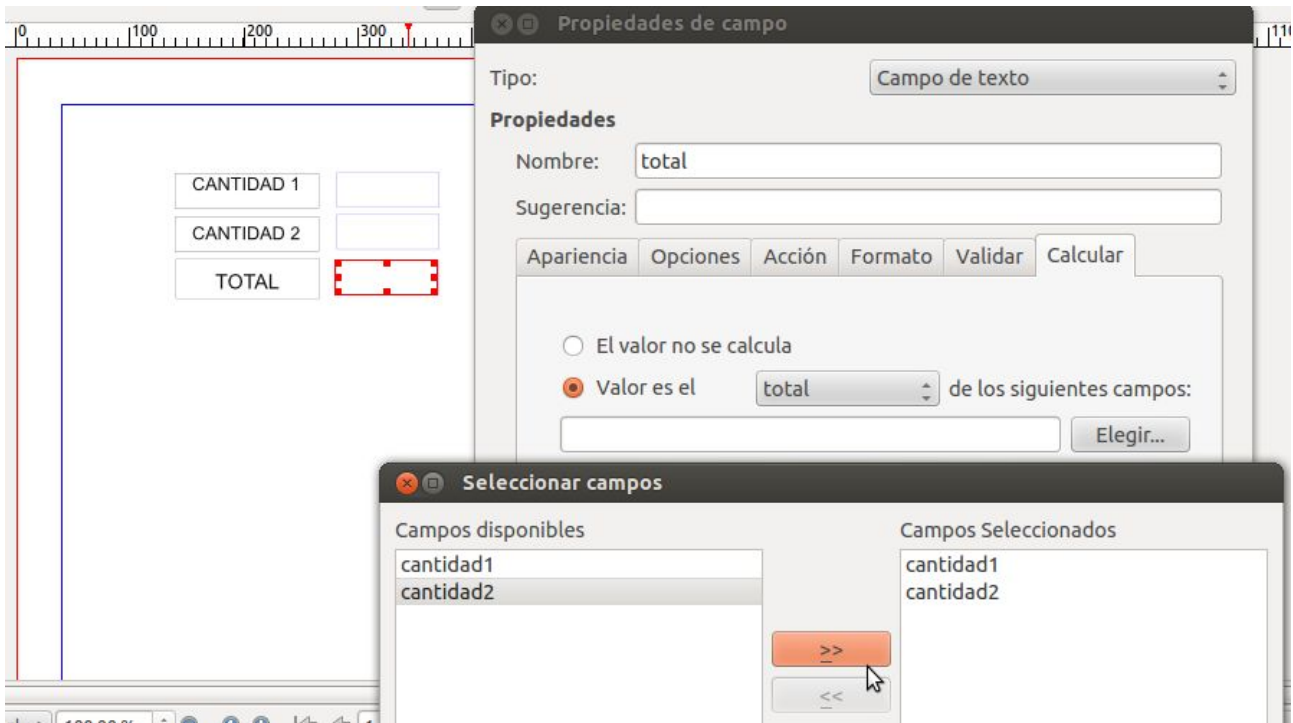 0 100 200 300
CANTIDAD 1
CANTIDAD 2
TOTAL
Propiedades de campo
Tipo: Campo de texto
Propiedades
Nombre: total
Sugerencia:
Apariencia Opciones Acción Formato Validar Calcular
El valor no se calcula
Valor es el total de los siguientes campos:
Elegir...
Seleccionar campos
Campos disponibles
cantidad1
cantidad2
>>
<<
Campos Seleccionados
cantidad1
cantidad2